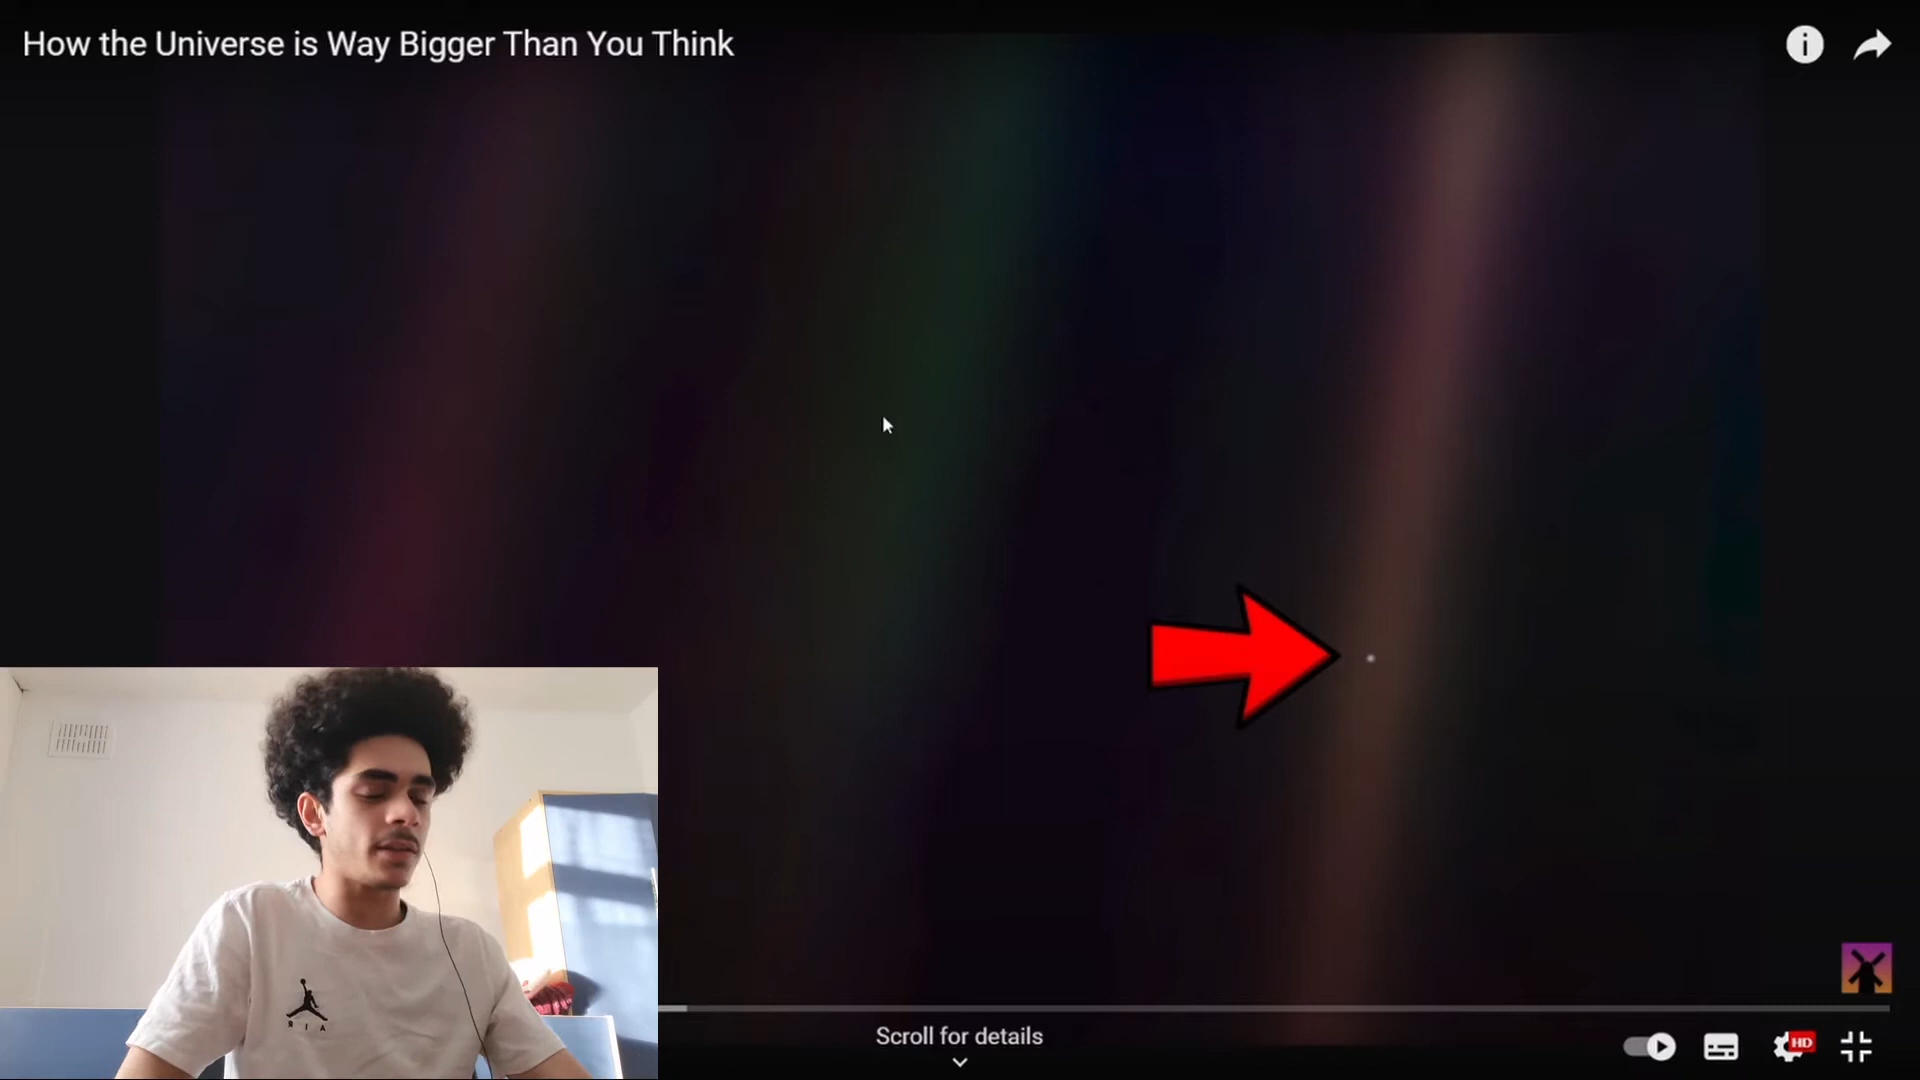 How the Universe is Way Bigger Than You Think
R I A
Scroll for details
HD